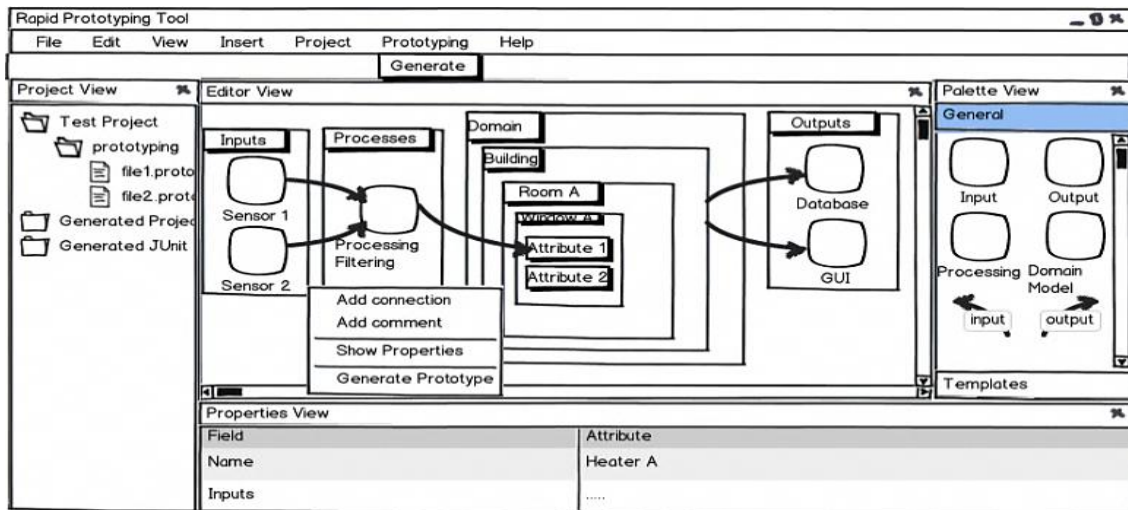 Rapid Prototyping Tool
File Edit View Insert Project Prototyping Help
Generate
Project View
Test Project
prototyping
file1.proto
file2.proto
Generated Projec
Generated JUnit
Editor View
Inputs
Sensor 1
Sensor 2
Processes
Processing
Filtering
Domain
Building
Room A
Window A
Attribute 1
Attribute 2
Outputs
Database
GUI
Add connection
Add comment
Show Properties
Generate Prototype
Palette View
General
Input Output
Processing Domain
Model
input output
Templates
Properties View
Field Attribute
Name Heater A
Inputs .....